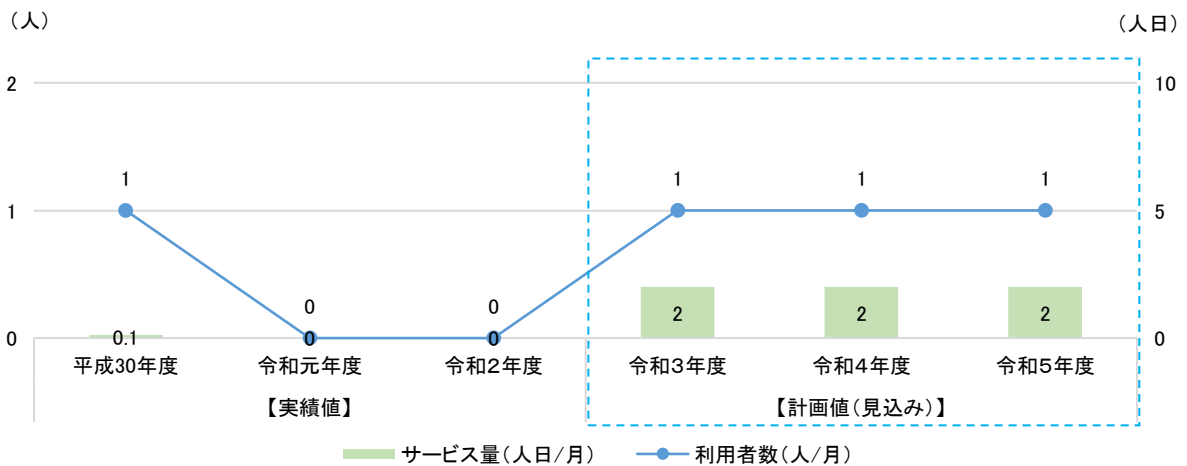 (人)
(人日)
2
10
1
1
1
1
1
5
0
0
0.1
0
0
2
2
2
0
0
平成30年度
令和元年度
令和2年度
令和3年度
令和4年度
令和5年度
【実績値】
【計画値(見込み)】
サービス量(人日/月)
利用者数(人/月)